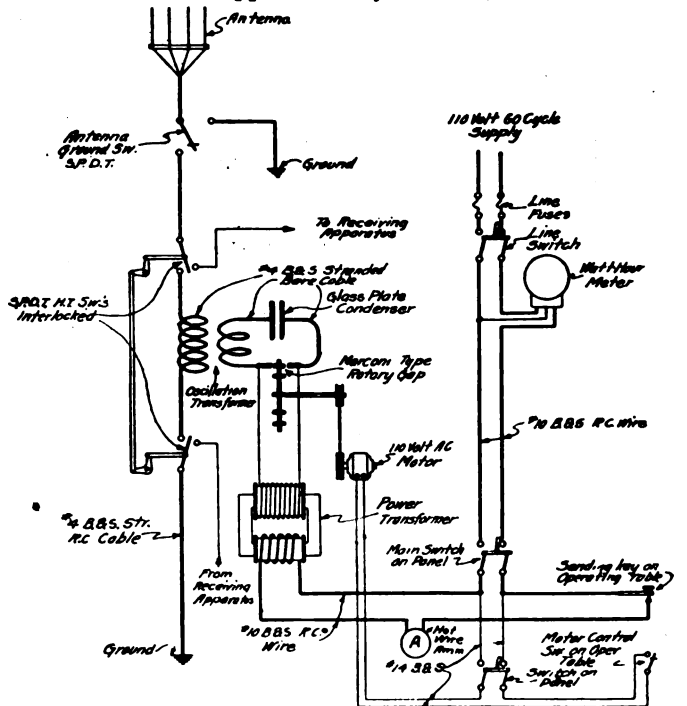 Antenna
110 Volt 60 Cycle
Supply
Antenna
Ground Sw.
S.P.D.T.
Ground
Line
Fuses
To Receiving
Apparatus
Line
Switch
Watt-Hour
Meter
#4 B&S Stranded
Bare Cable
S.P.D.T. H.T. Sw's
Interlocked
Glass Plate
Condenser
Marconi Type
Rotary Gap
Oscillation
Transformer
#10 B&S R.C. Wire
110 Volt AC
Motor
Power
Transformer
#4 B.&S. Str.
R.C. Cable
Main Switch
on Panel
Sending key on
Operating Table
From
Receiving
Apparatus
#10 B&S R.C.
Wire
A
Hot
Wire
Amm
Motor Control
Sw on Oper
Table
#14 B&S
Switch on
Panel
Ground